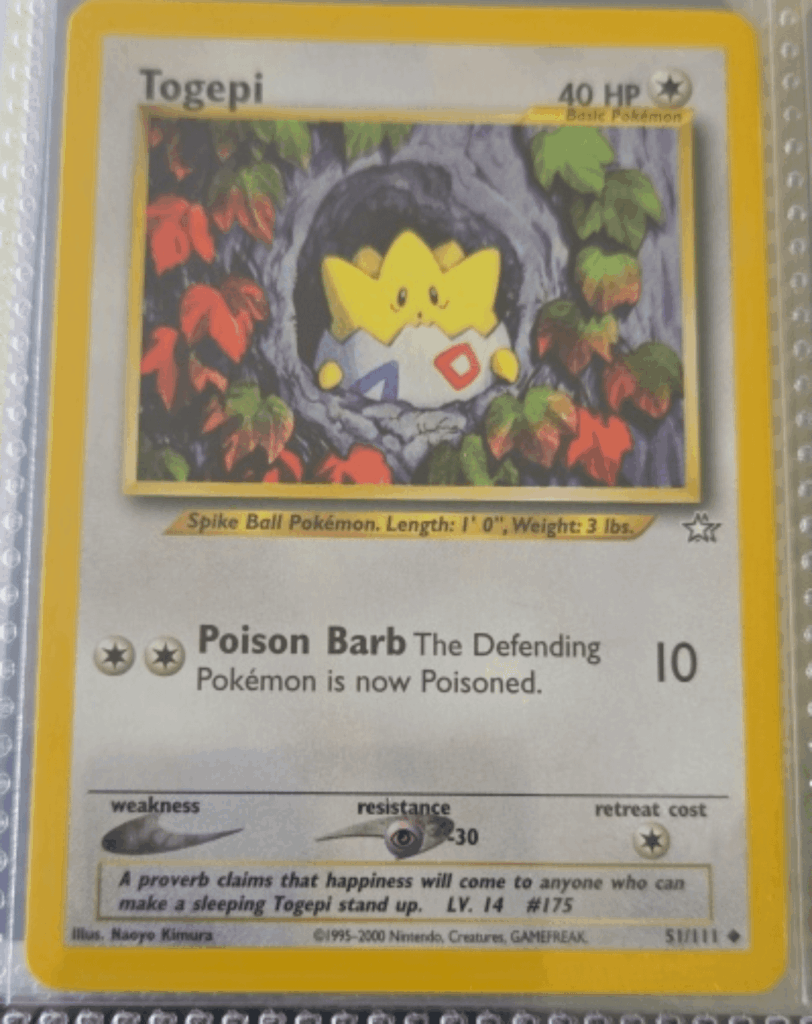 Togepi
40 HP
Basic Pokémon
Spike Ball Pokémon. Length: 1' 0", Weight: 3 lbs.
Poison Barb The Defending
Pokémon is now Poisoned.
10
weakness resistance retreat cost
-30
A proverb claims that happiness will come to anyone who can
make a sleeping Togepi stand up. LV. 14 #175
Illus. Naoyo Kimura ©1995-2000 Nintendo, Creatures, GAMEFREAK. 51/111